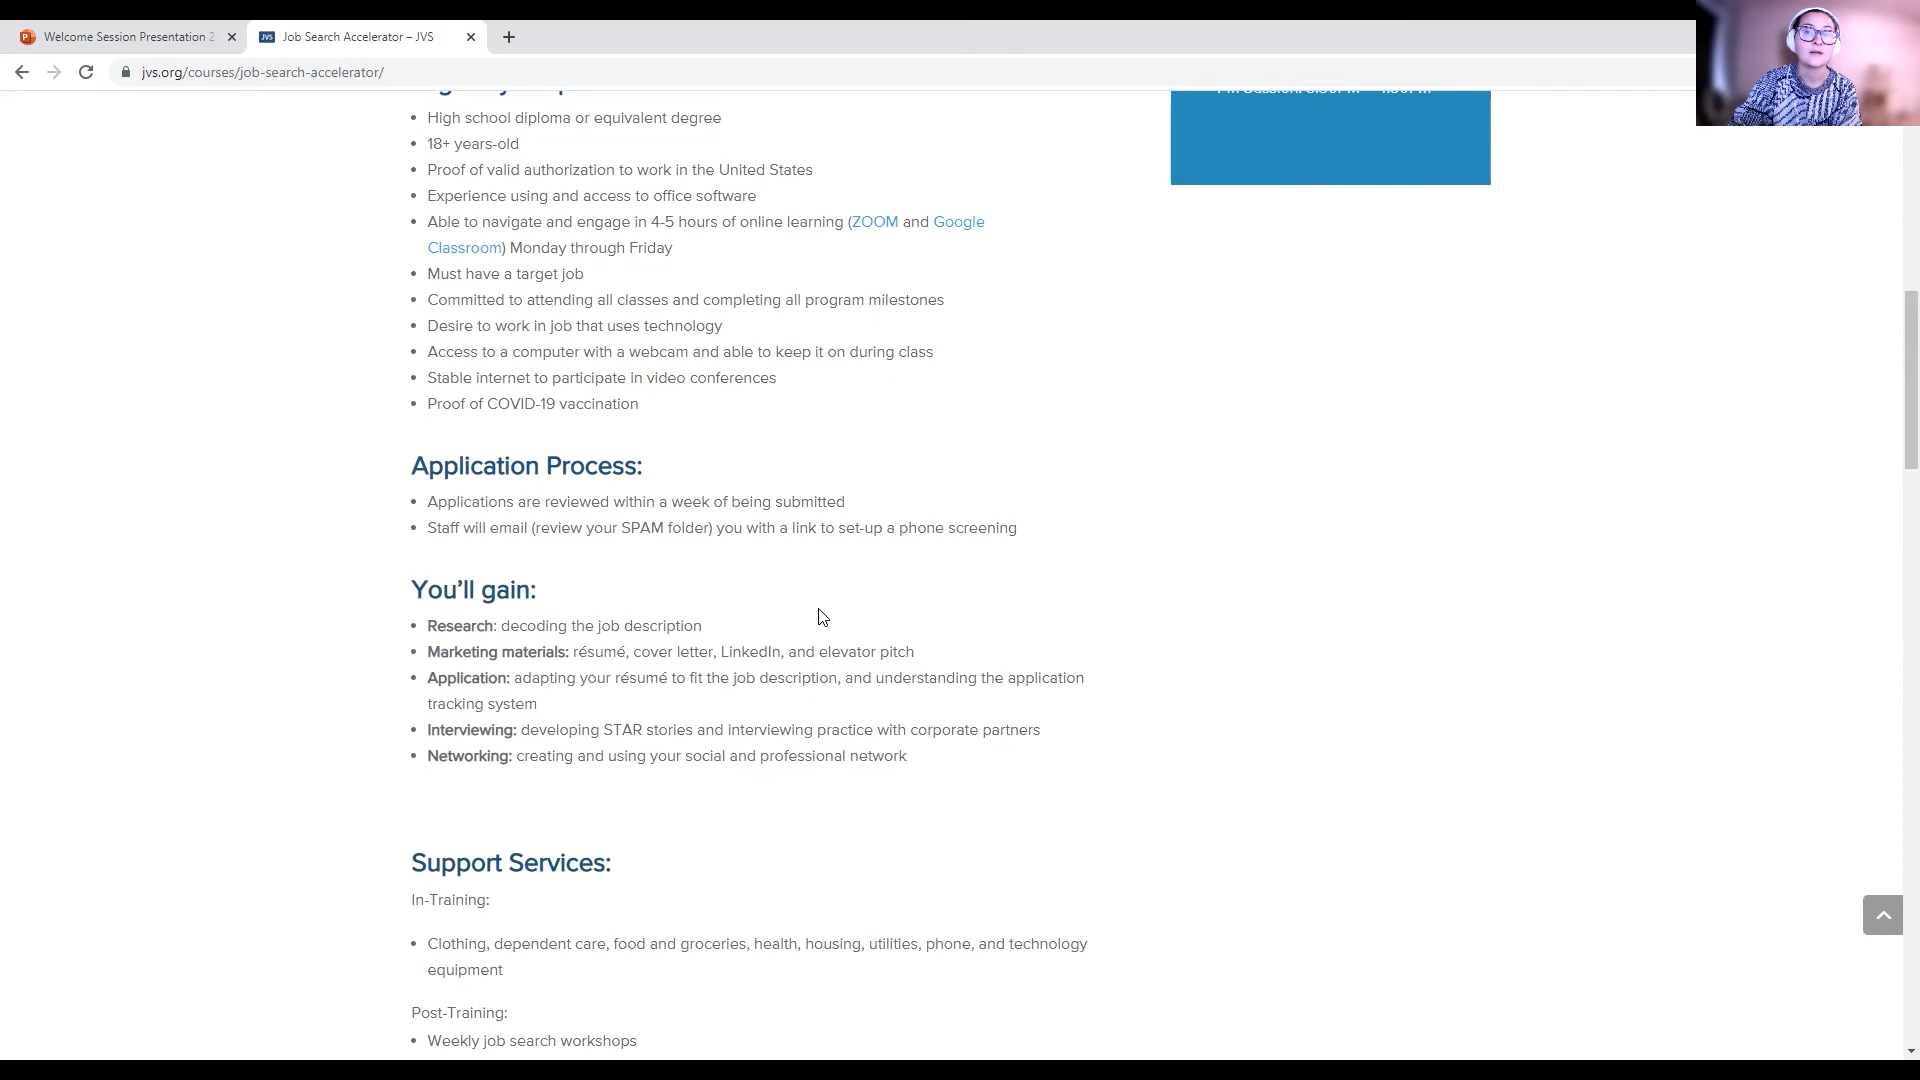 Welcome Session Presentation 2
JVS
Job Search Accelerator – JVS
jvs.org/courses/job-search-accelerator/
High school diploma or equivalent degree
18+ years-old
Proof of valid authorization to work in the United States
Experience using and access to office software
Able to navigate and engage in 4-5 hours of online learning (ZOOM and Google
Classroom) Monday through Friday
Must have a target job
Committed to attending all classes and completing all program milestones
Desire to work in job that uses technology
Access to a computer with a webcam and able to keep it on during class
Stable internet to participate in video conferences
Proof of COVID-19 vaccination
Application Process:
Applications are reviewed within a week of being submitted
Staff will email (review your SPAM folder) you with a link to set-up a phone screening
You’ll gain:
Research: decoding the job description
Marketing materials: résumé, cover letter, LinkedIn, and elevator pitch
Application: adapting your résumé to fit the job description, and understanding the application
tracking system
Interviewing: developing STAR stories and interviewing practice with corporate partners
Networking: creating and using your social and professional network
Support Services:
In-Training:
Clothing, dependent care, food and groceries, health, housing, utilities, phone, and technology
equipment
Post-Training:
Weekly job search workshops